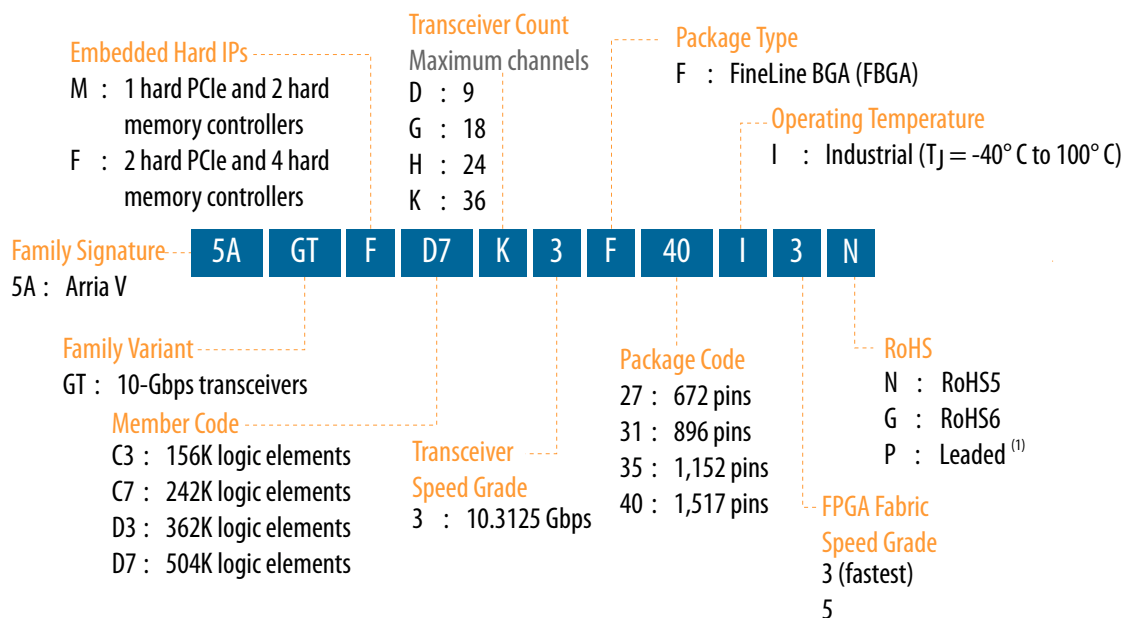 Embedded Hard IPs
M : 1 hard PCIe and 2 hard
memory controllers
F : 2 hard PCIe and 4 hard
memory controllers
Transceiver Count
Maximum channels
D : 9
G : 18
H : 24
K : 36
Package Type
F : FineLine BGA (FBGA)
Operating Temperature
I : Industrial (TJ = -40° C to 100° C)
Family Signature
5A : Arria V
5A GT F D7 K 3 F 40 I 3 N
Family Variant
GT : 10-Gbps transceivers
Member Code
C3 : 156K logic elements
C7 : 242K logic elements
D3 : 362K logic elements
D7 : 504K logic elements
Transceiver
Speed Grade
3 : 10.3125 Gbps
Package Code
27 : 672 pins
31 : 896 pins
35 : 1,152 pins
40 : 1,517 pins
RoHS
N : RoHS5
G : RoHS6
P : Leaded (1)
FPGA Fabric
Speed Grade
3 (fastest)
5